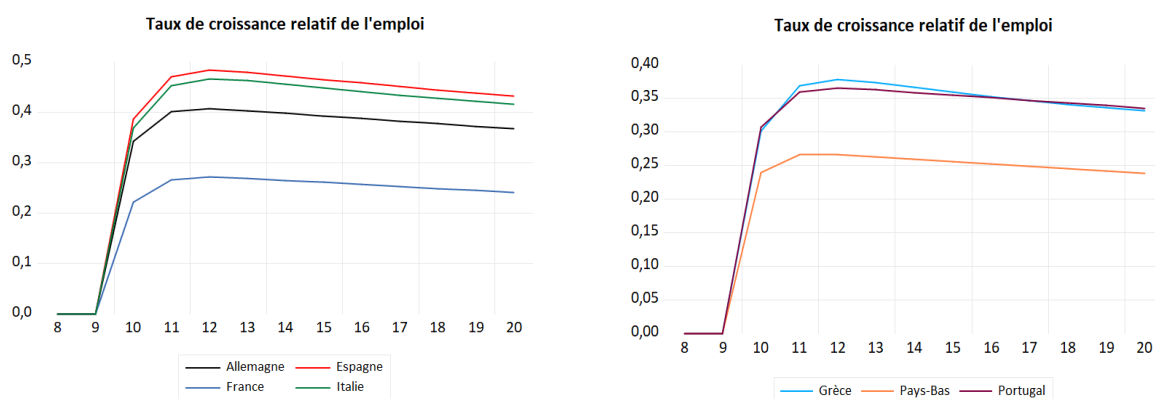 Taux de croissance relatif de l'emploi
0,5
0,4
0,3
0,2
0,1
0,0
8 9 10 11 12 13 14 15 16 17 18 19 20
Allemagne Espagne
France Italie
Taux de croissance relatif de l'emploi
0,40
0,35
0,30
0,25
0,20
0,15
0,10
0,05
0,00
8 9 10 11 12 13 14 15 16 17 18 19 20
Grèce Pays-Bas Portugal